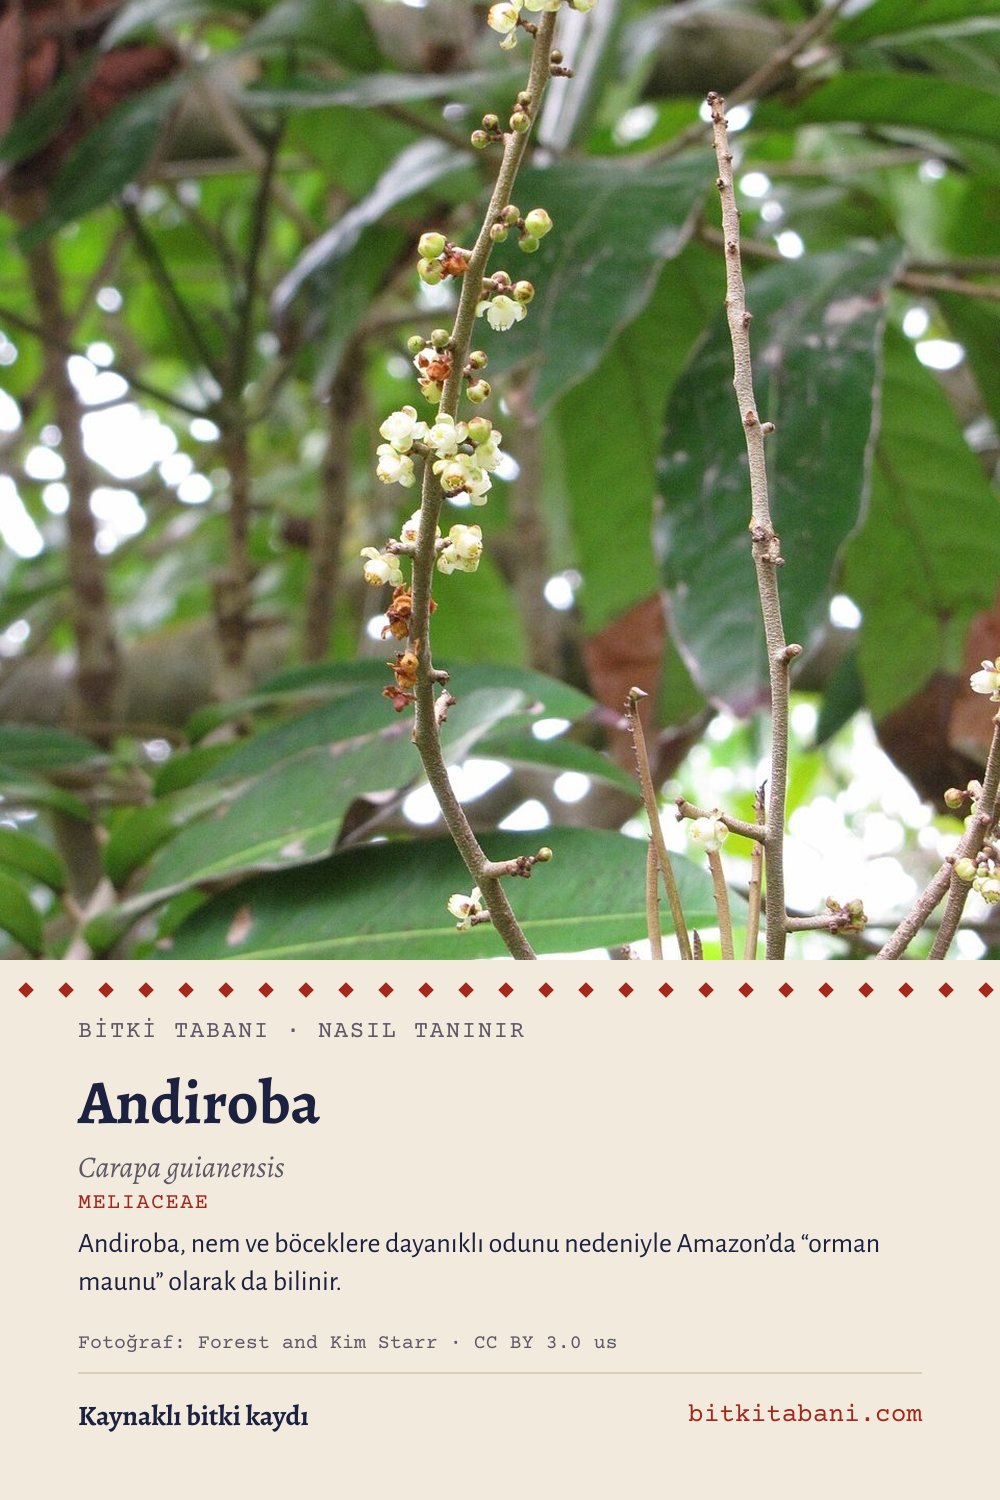 BİTKİ TABANI · NASIL TANINIR
Andiroba
Carapa guianensis
MELIACEAE
Andiroba, nem ve böceklere dayanıklı odunu nedeniyle Amazon’da “orman
maunu” olarak da bilinir.
Fotoğraf: Forest and Kim Starr · CC BY 3.0 us
Kaynaklı bitki kaydı
bitkitabani.com